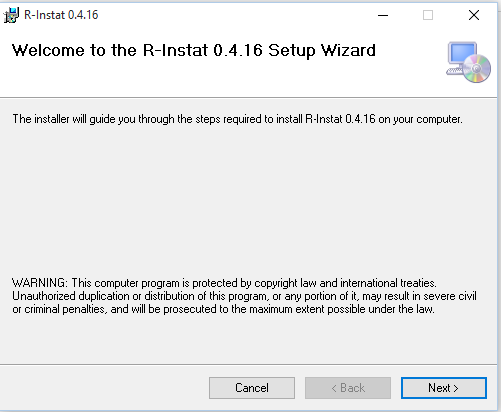 R-Instat 0.4.16
Welcome to the R-Instat 0.4.16 Setup Wizard
The installer will guide you through the steps required to install R-Instat 0.4.16 on your computer.
WARNING: This computer program is protected by copyright law and international treaties.
Unauthorized duplication or distribution of this program, or any portion of it, may result in severe civil
or criminal penalties, and will be prosecuted to the maximum extent possible under the law.
Cancel
< Back
Next >